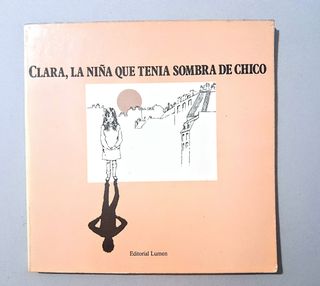 CLARA, LA NIÑA QUE TENIA SOMBRA DE CHICO
Editorial Lumen